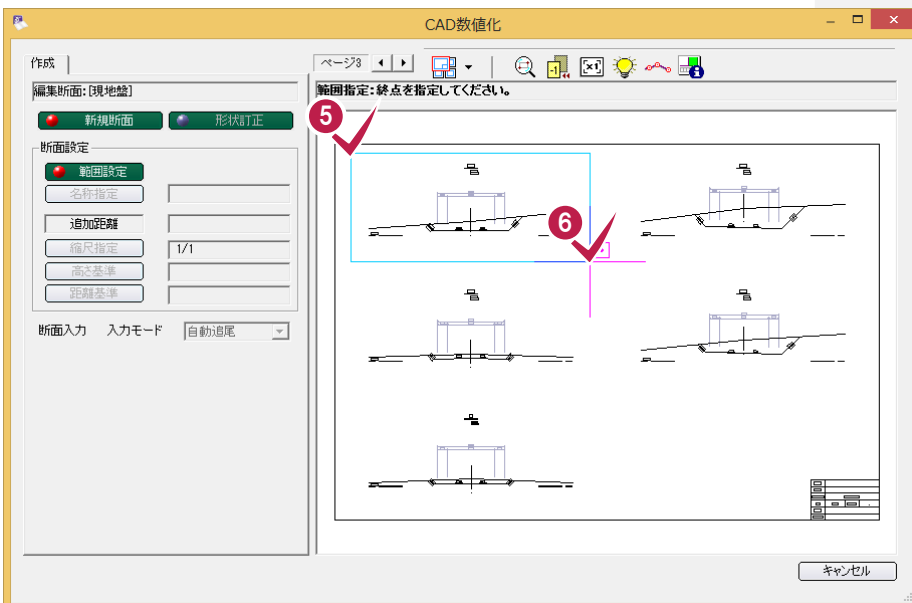 CAD数値化
作成
ページ3
編集断面:[現地盤]
範囲指定:終点を指定してください。
新規断面
形状訂正
5
断面設定
範囲設定
名称指定
追加距離
6
縮尺指定
1/1
高さ基準
距離基準
断面入力 入力モード 自動追尾
キャンセル